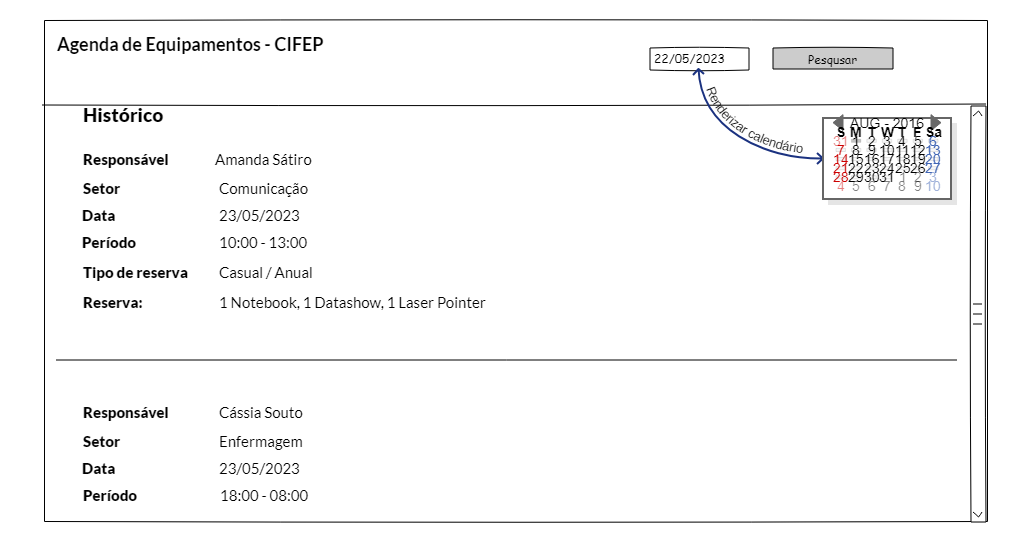 Agenda de Equipamentos - CIFEP
22/05/2023
Pesqusar
Renderizar calendário
Histórico
AUG - 2016
S M T W T F Sa
31 1 2 3 4 5 6
7 8 9 10 11 12 13
14 15 16 17 18 19 20
21 22 23 24 25 26 27
28 29 30 31 1 2 3
4 5 6 7 8 9 10
Responsável Amanda Sátiro
Setor Comunicação
Data 23/05/2023
Período 10:00 - 13:00
Tipo de reserva Casual / Anual
Reserva: 1 Notebook, 1 Datashow, 1 Laser Pointer
Responsável Cássia Souto
Setor Enfermagem
Data 23/05/2023
Período 18:00 - 08:00